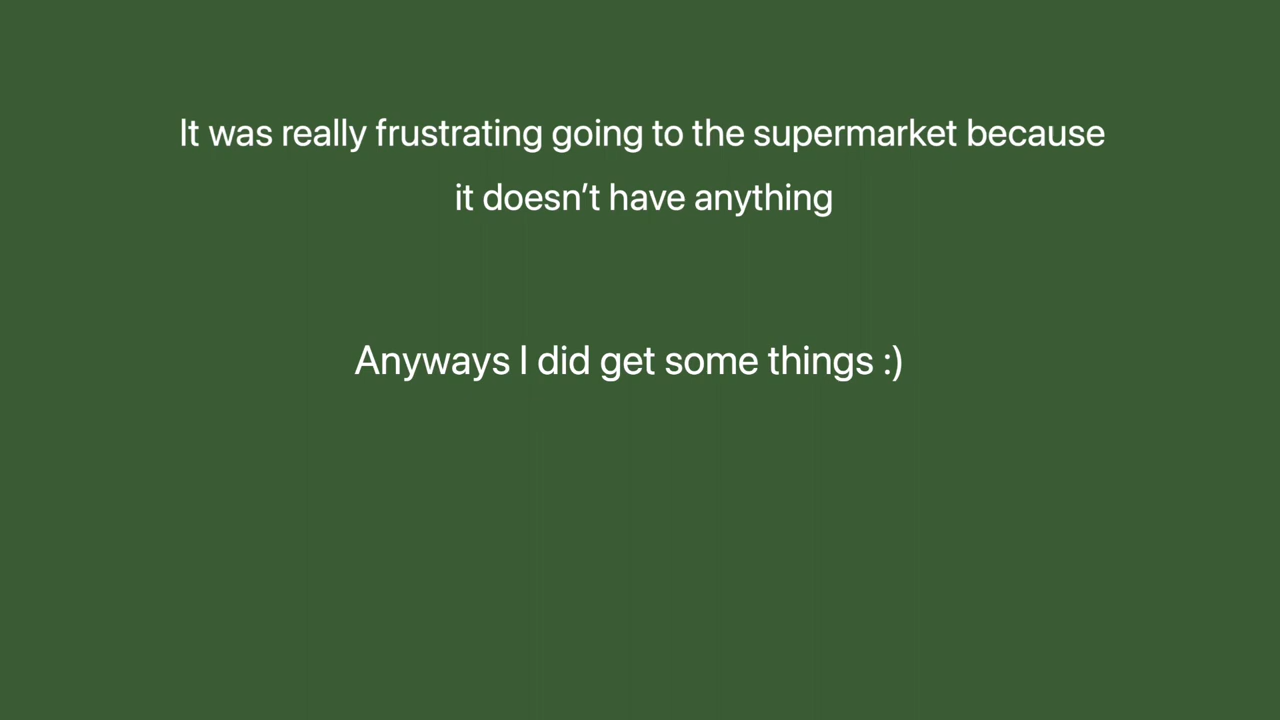 It was really frustrating going to the supermarket because
it doesn’t have anything
Anyways I did get some things :)